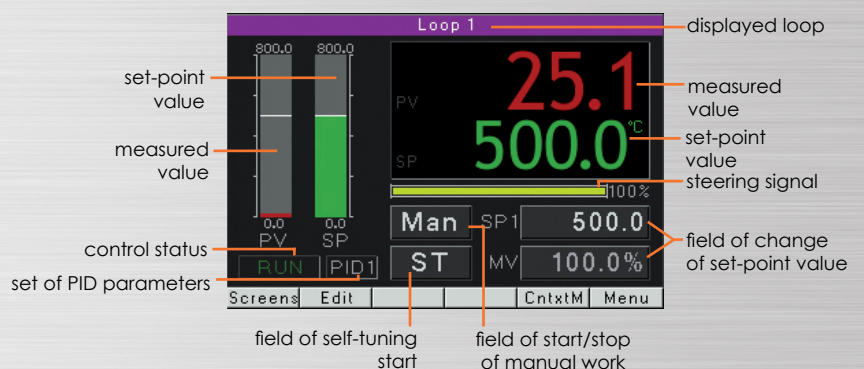 Loop 1
displayed loop
800.0
800.0
set-point
value
measured
value
PV
25.1
measured
value
SP
500.0
°C
set-point
value
steering signal
100%
0.0
0.0
PV
SP
Man
SP1
500.0
control status
RUN
PID1
ST
MV
100.0%
field of change
of set-point value
set of PID parameters
Screens
Edit
CntxtM
Menu
field of self-tuning
start
field of start/stop
of manual work